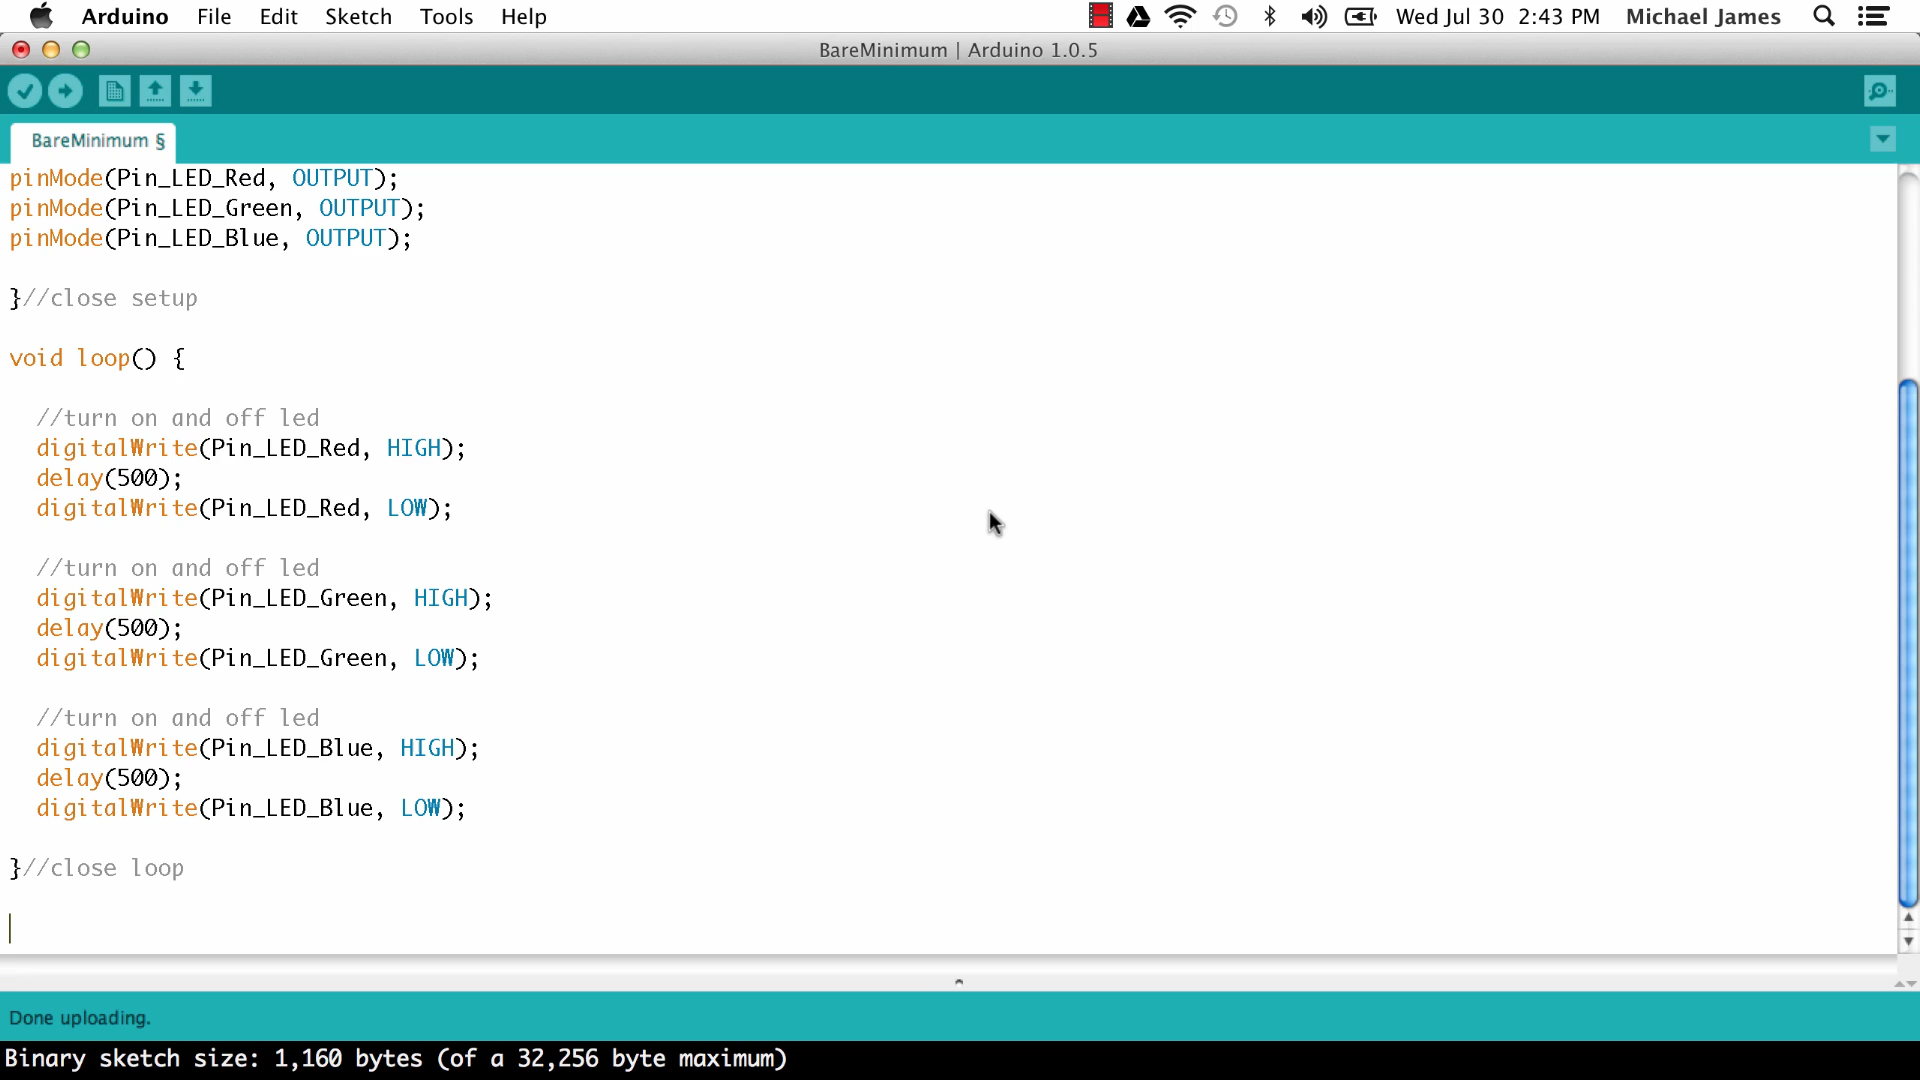 Arduino File Edit Sketch Tools Help Wed Jul 30 2:43 PM Michael James
BareMinimum | Arduino 1.0.5
BareMinimum §
pinMode(Pin_LED_Red, OUTPUT);
pinMode(Pin_LED_Green, OUTPUT);
pinMode(Pin_LED_Blue, OUTPUT);
}//close setup
void loop() {
//turn on and off led
digitalWrite(Pin_LED_Red, HIGH);
delay(500);
digitalWrite(Pin_LED_Red, LOW);
//turn on and off led
digitalWrite(Pin_LED_Green, HIGH);
delay(500);
digitalWrite(Pin_LED_Green, LOW);
//turn on and off led
digitalWrite(Pin_LED_Blue, HIGH);
delay(500);
digitalWrite(Pin_LED_Blue, LOW);
}//close loop
Done uploading.
Binary sketch size: 1,160 bytes (of a 32,256 byte maximum)